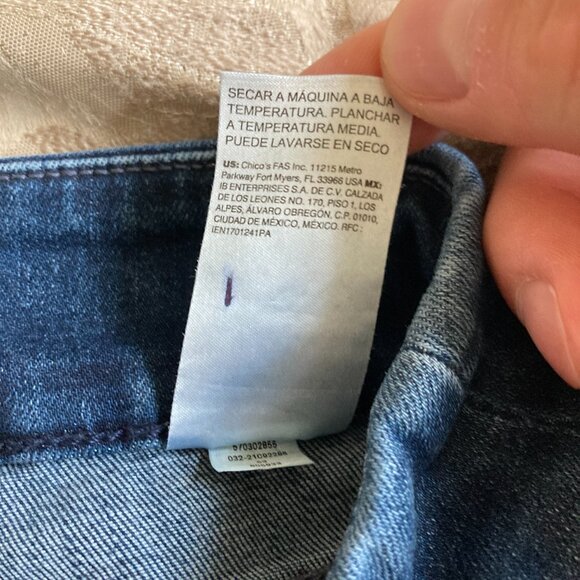 SECAR A MÁQUINA A BAJA
TEMPERATURA. PLANCHAR
A TEMPERATURA MEDIA.
PUEDE LAVARSE EN SECO
US: Chico's FAS Inc. 11215 Metro
Parkway Fort Myers, FL 33966 USA MX:
IB ENTERPRISES S.A. DE C.V. CALZADA
DE LOS LEONES NO. 170, PISO 1, LOS
ALPES, ÁLVARO OBREGÓN, C.P. 01010,
CIUDAD DE MÉXICO, MÉXICO. RFC :
IEN1701241PA
570302855